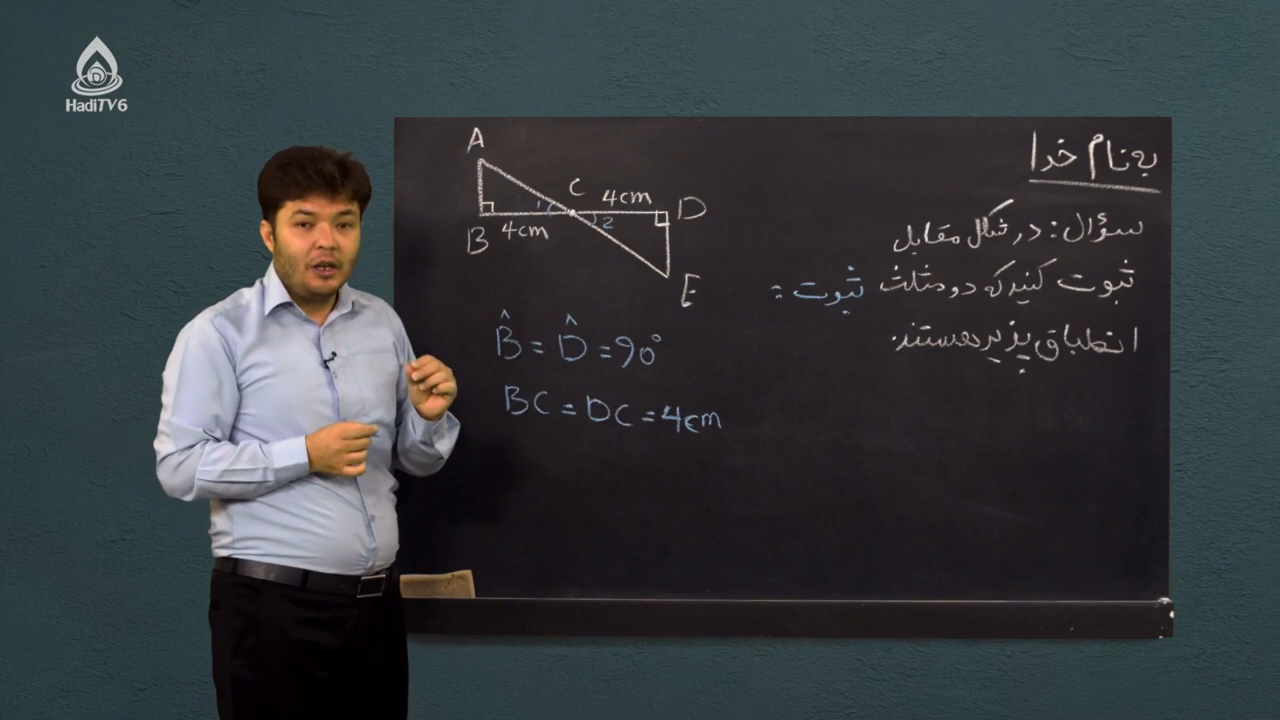 HadiTV6
به نام خدا
سؤال: در شکل مقابل
ثبوت کنید که دو مثلث
انطباق پذیر هستند.
ثبوت =
A
C 4cm D
1 2
B 4cm
E
B̂ = D̂ = 90°
BC = DC = 4cm